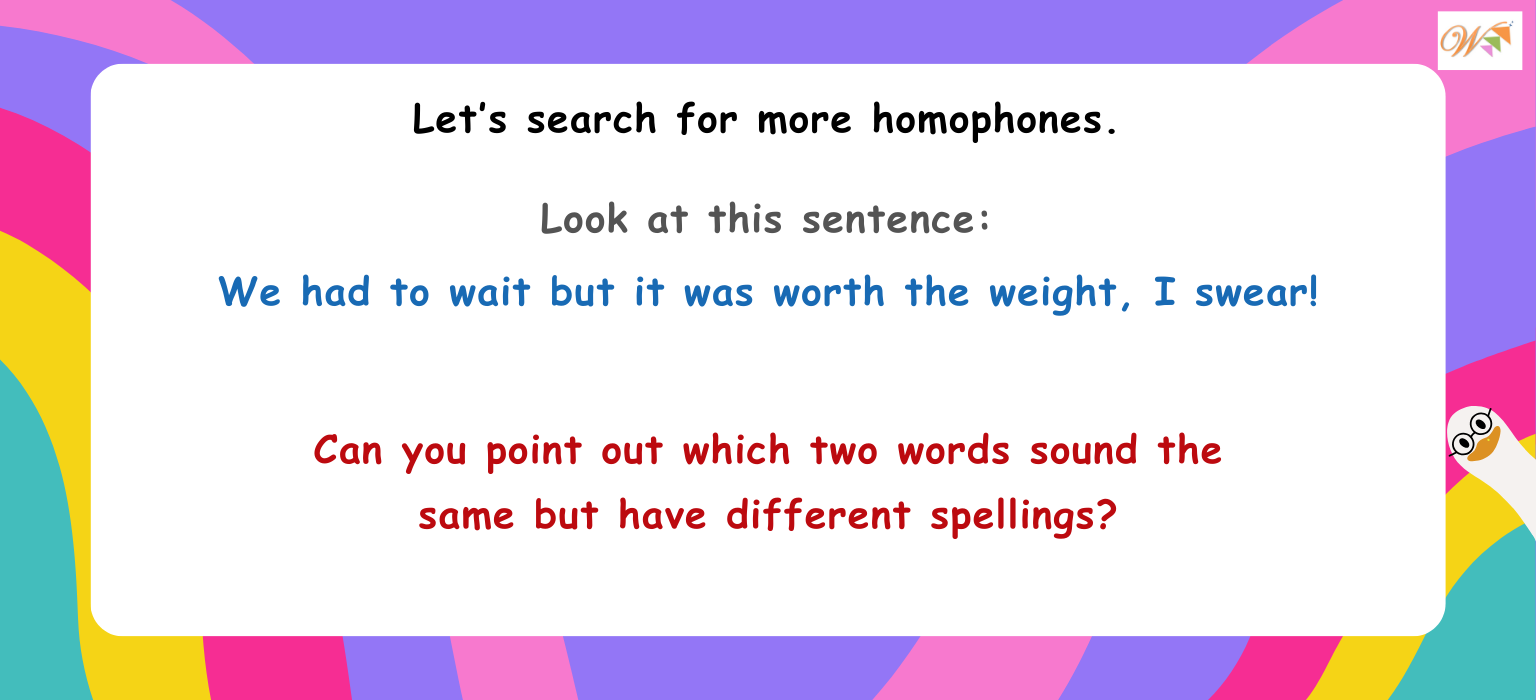 W
Let's search for more homophones.
Look at this sentence:
We had to wait but it was worth the weight, I swear!
Can you point out which two words sound the
same but have different spellings?